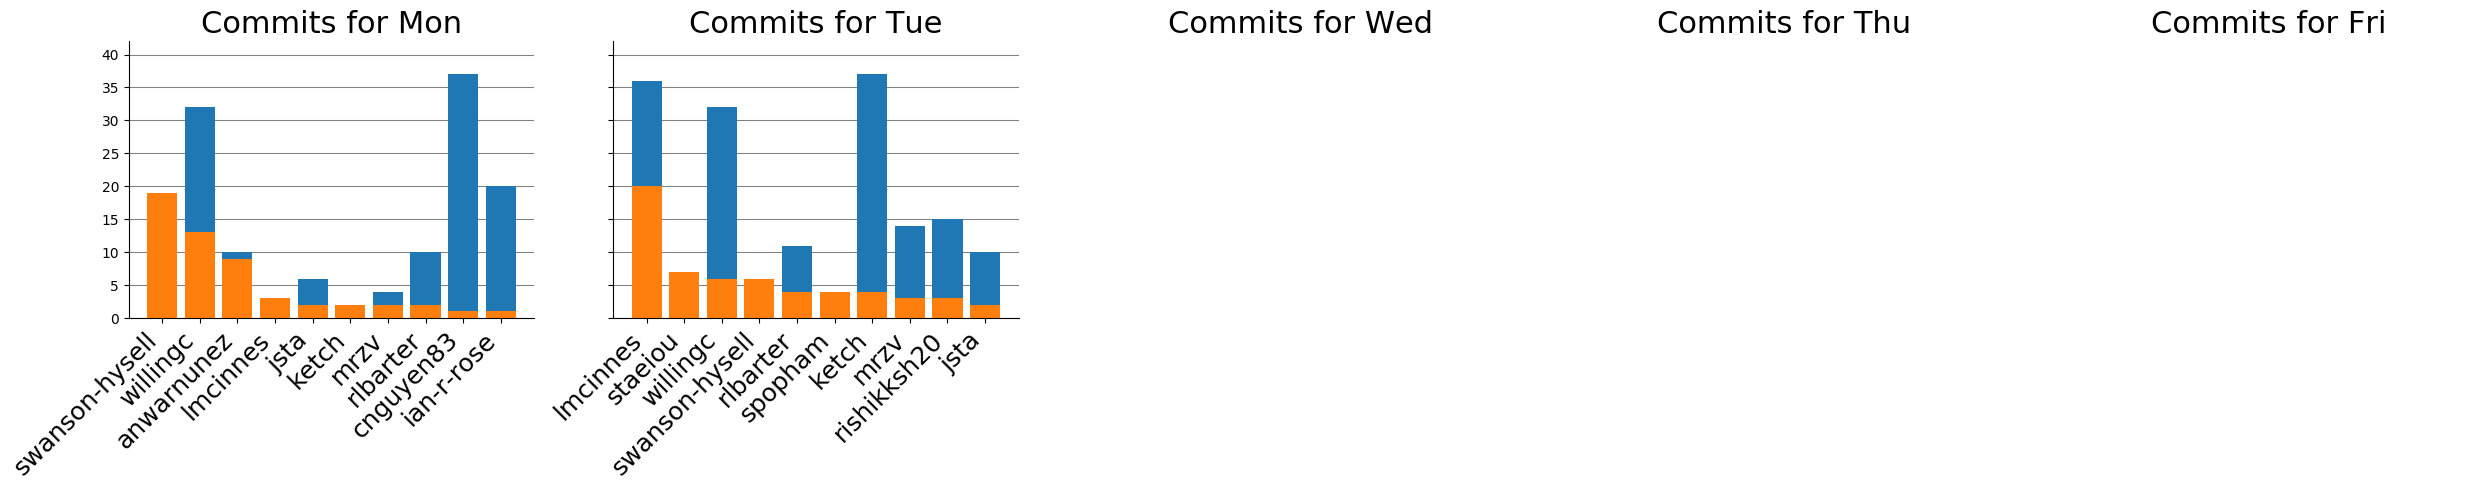 Commits for Mon
Commits for Tue
Commits for Wed
Commits for Thu
Commits for Fri
40
35
30
25
20
15
10
5
0
swanson-hysell
willingc
anwarnunez
lmcinnes
jsta
ketch
mrzv
rlbarter
cnguyen83
ian-r-rose
lmcinnes
staeiou
willingc
swanson-hysell
rlbarter
spopham
ketch
mrzv
rishikksh20
jsta